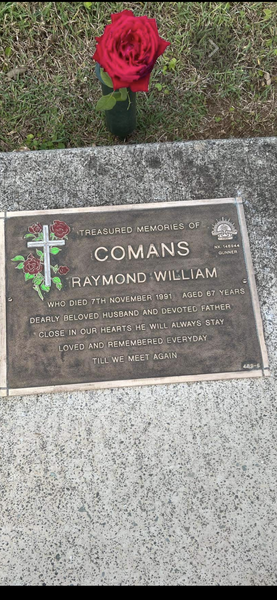 TREASURED MEMORIES OF
COMANS
RAYMOND WILLIAM
GUNNER
WHO DIED 7TH NOVEMBER 1991 AGED 67 YEARS
DEARLY BELOVED HUSBAND AND DEVOTED FATHER
CLOSE IN OUR HEARTS HE WILL ALWAYS STAY
LOVED AND REMEMBERED EVERYDAY
TILL WE MEET AGAIN